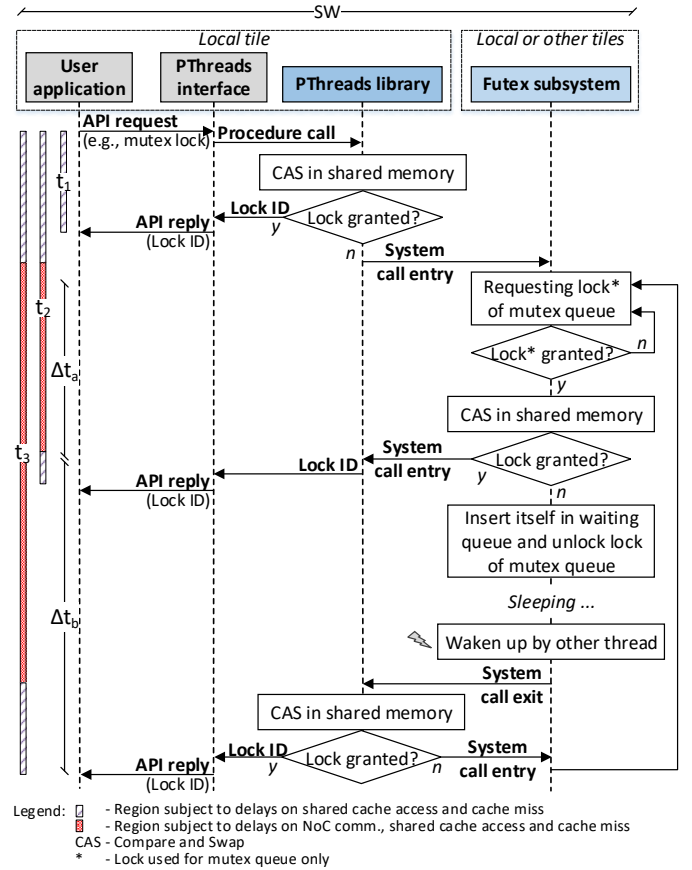 SW
Local tile
Local or other tiles
User
application
PThreads
interface
PThreads library
Futex subsystem
API request
(e.g., mutex lock)
Procedure call
CAS in shared memory
t1
Lock ID
Lock granted?
API reply
y
(Lock ID)
n
System
call entry
Requesting lock*
of mutex queue
t2
n
Lock* granted?
Δta
y
CAS in shared memory
t3
System
Lock ID
call entry
Lock granted?
API reply
y
(Lock ID)
n
Insert itself in waiting
queue and unlock lock
of mutex queue
Sleeping ...
Δtb
Waken up by other thread
System
call exit
CAS in shared memory
Lock ID
Lock granted?
System
API reply
y
n
call entry
(Lock ID)
Legend:
- Region subject to delays on shared cache access and cache miss
- Region subject to delays on NoC comm., shared cache access and cache miss
CAS - Compare and Swap
* - Lock used for mutex queue only